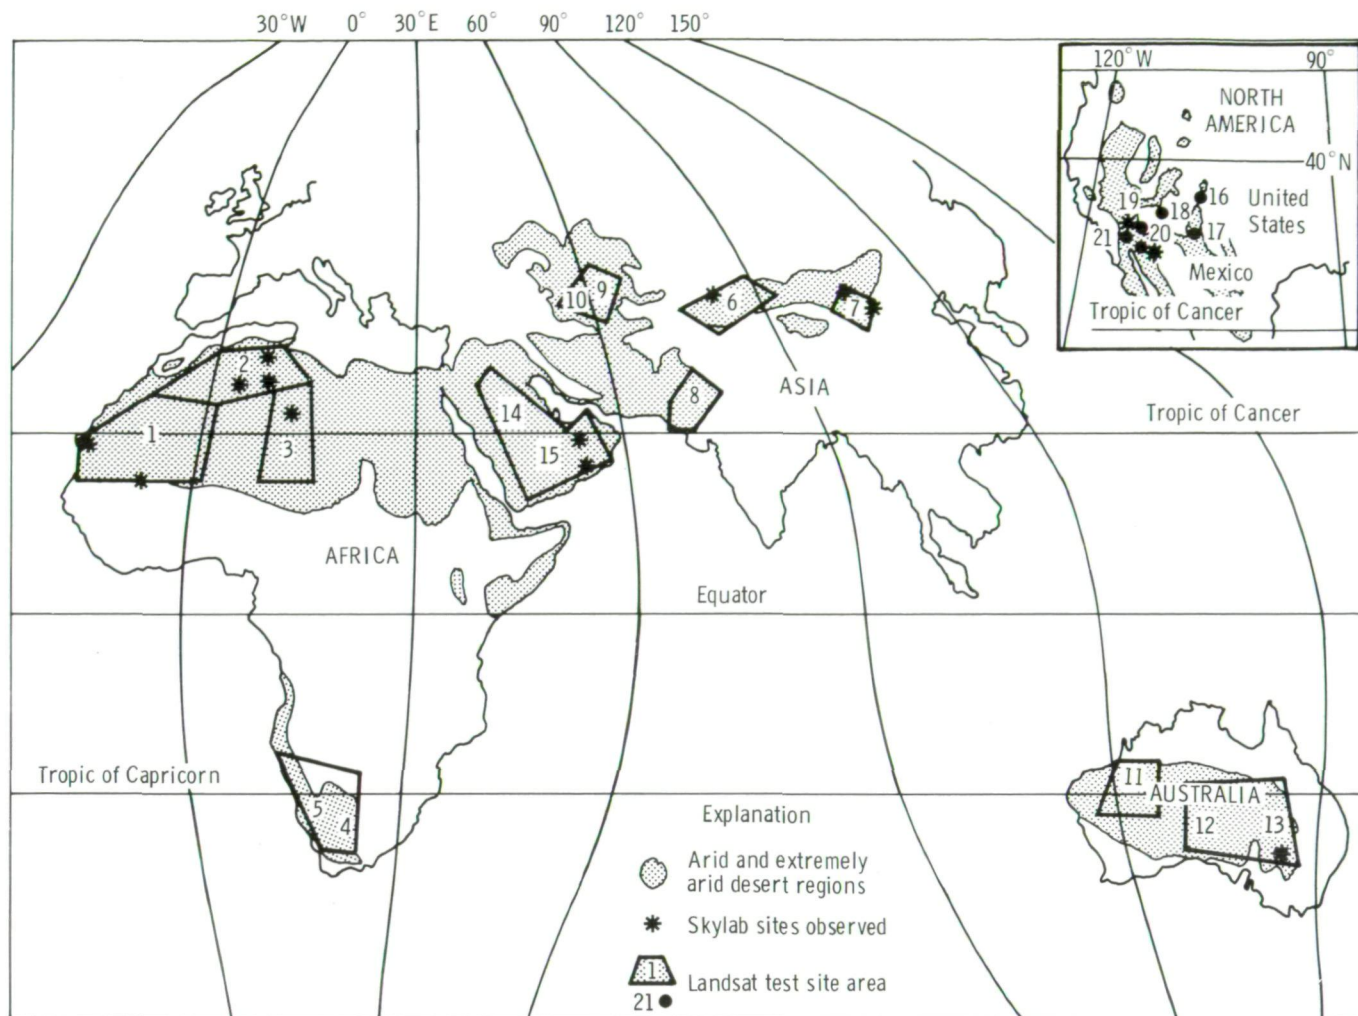 30°W 0° 30°E 60° 90° 120° 150°
120°W 90°
NORTH
AMERICA
40°N
16
United
States
19
18
21
20
17
Mexico
Tropic of Cancer
10 9
6
7
2
ASIA
8
Tropic of Cancer
14
1
3
15
AFRICA
Equator
Tropic of Capricorn
5
4
11
AUSTRALIA
12
13
Explanation
Arid and extremely
arid desert regions
Skylab sites observed
1
Landsat test site area
21